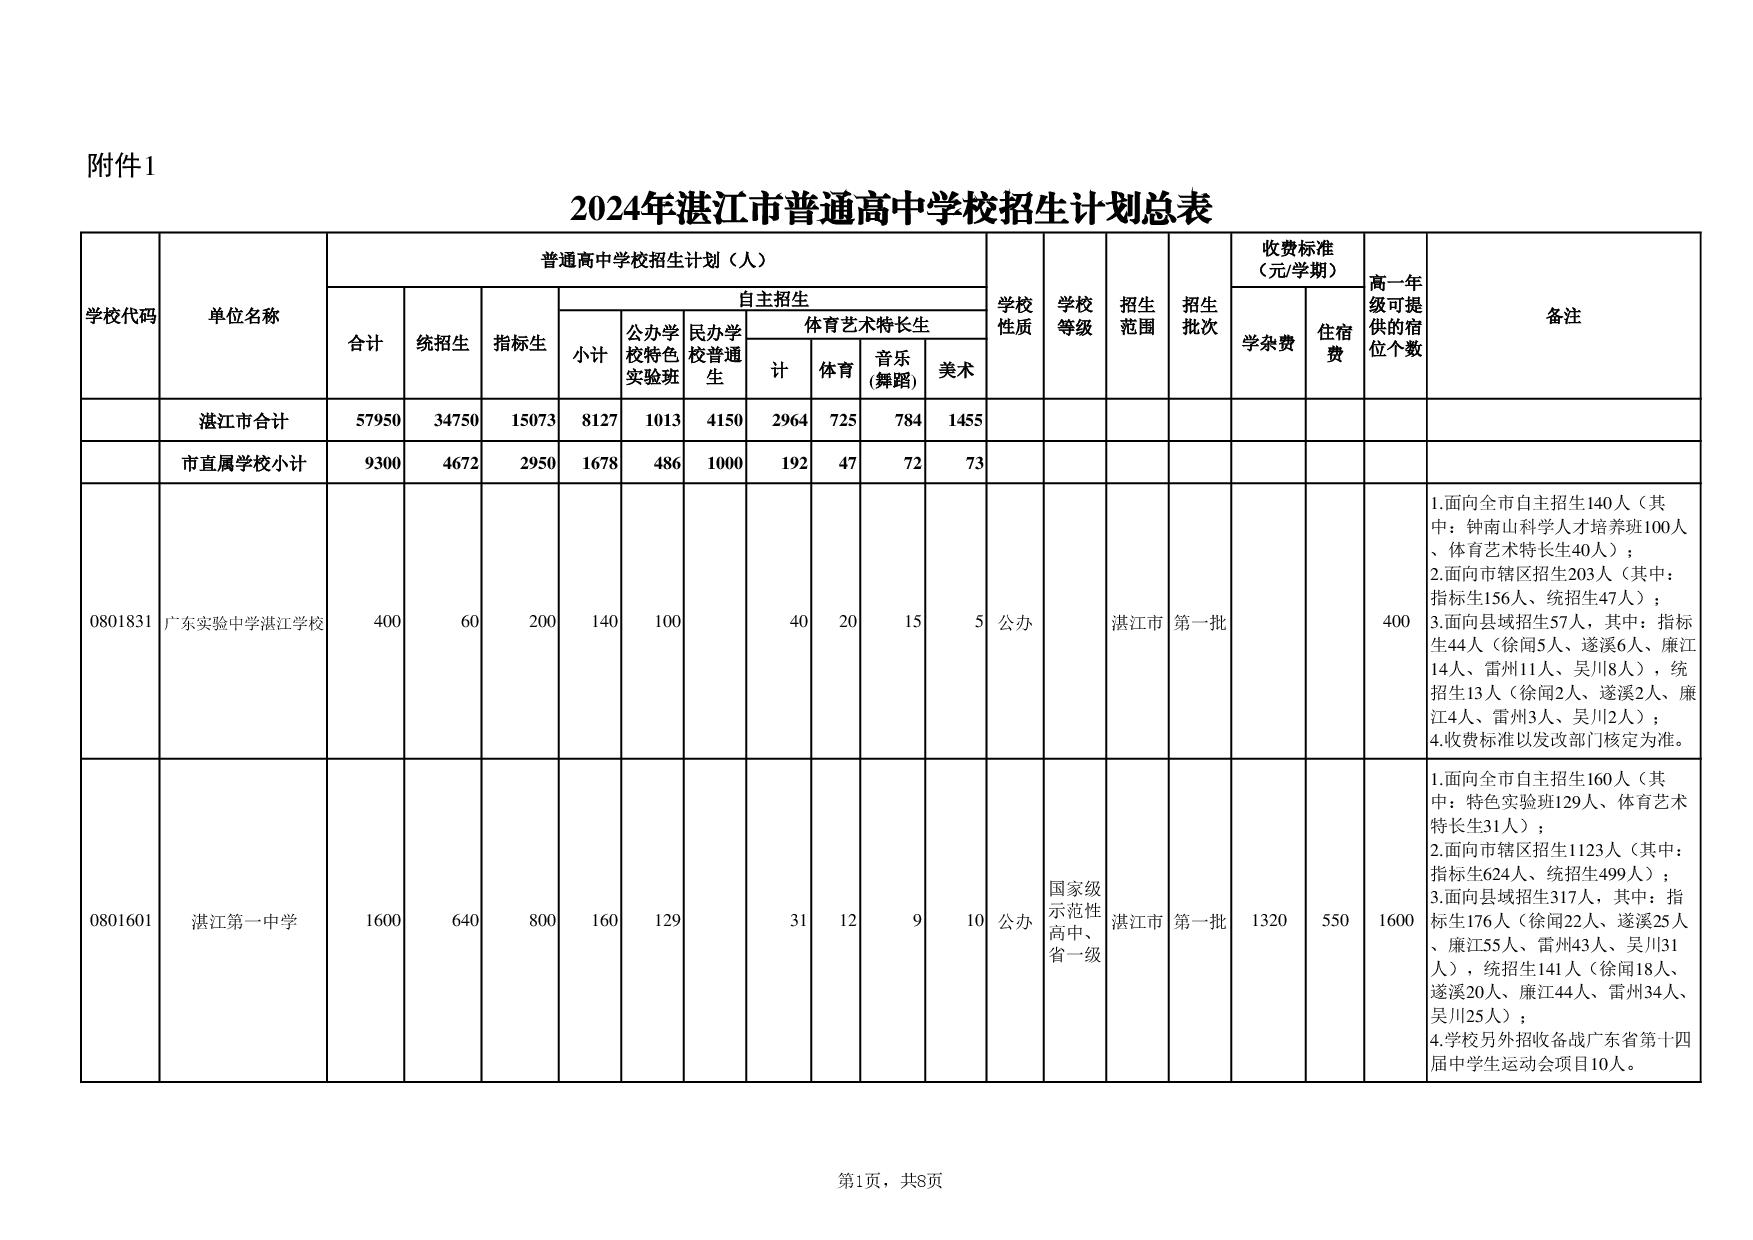 附件1
2024年湛江市普通高中学校招生计划总表
学校代码
单位名称
普通高中学校招生计划（人）
合计
统招生
指标生
自主招生
小计
公办学
校特色
实验班
民办学
校普通
生
体育艺术特长生
计
体育
音乐
(舞蹈)
美术
学校
性质
学校
等级
招生
范围
招生
批次
收费标准
（元/学期）
学杂费
住宿
费
高一年
级可提
供的宿
位个数
备注
湛江市合计 57950 34750 15073 8127 1013 4150 2964 725 784 1455
市直属学校小计 9300 4672 2950 1678 486 1000 192 47 72 73
0801831 广东实验中学湛江学校 400 60 200 140 100 40 20 15 5 公办 湛江市 第一批 400
1.面向全市自主招生140人（其
中：钟南山科学人才培养班100人
、体育艺术特长生40人）；
2.面向市辖区招生203人（其中：
指标生156人、统招生47人）；
3.面向县域招生57人，其中：指标
生44人（徐闻5人、遂溪6人、廉江
14人、雷州11人、吴川8人），统
招生13人（徐闻2人、遂溪2人、廉
江4人、雷州3人、吴川2人）；
4.收费标准以发改部门核定为准。
0801601 湛江第一中学 1600 640 800 160 129 31 12 9 10 公办
国家级
示范性
高中、
省一级
湛江市 第一批 1320 550 1600
1.面向全市自主招生160人（其
中：特色实验班129人、体育艺术
特长生31人）；
2.面向市辖区招生1123人（其中：
指标生624人、统招生499人）；
3.面向县域招生317人，其中：指
标生176人（徐闻22人、遂溪25人
、廉江55人、雷州43人、吴川31
人），统招生141人（徐闻18人、
遂溪20人、廉江44人、雷州34人、
吴川25人）；
4.学校另外招收备战广东省第十四
届中学生运动会项目10人。
第1页，共8页